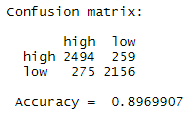 Confusion matrix:
high low
high 2494 259
low 275 2156
Accuracy = 0.8969907